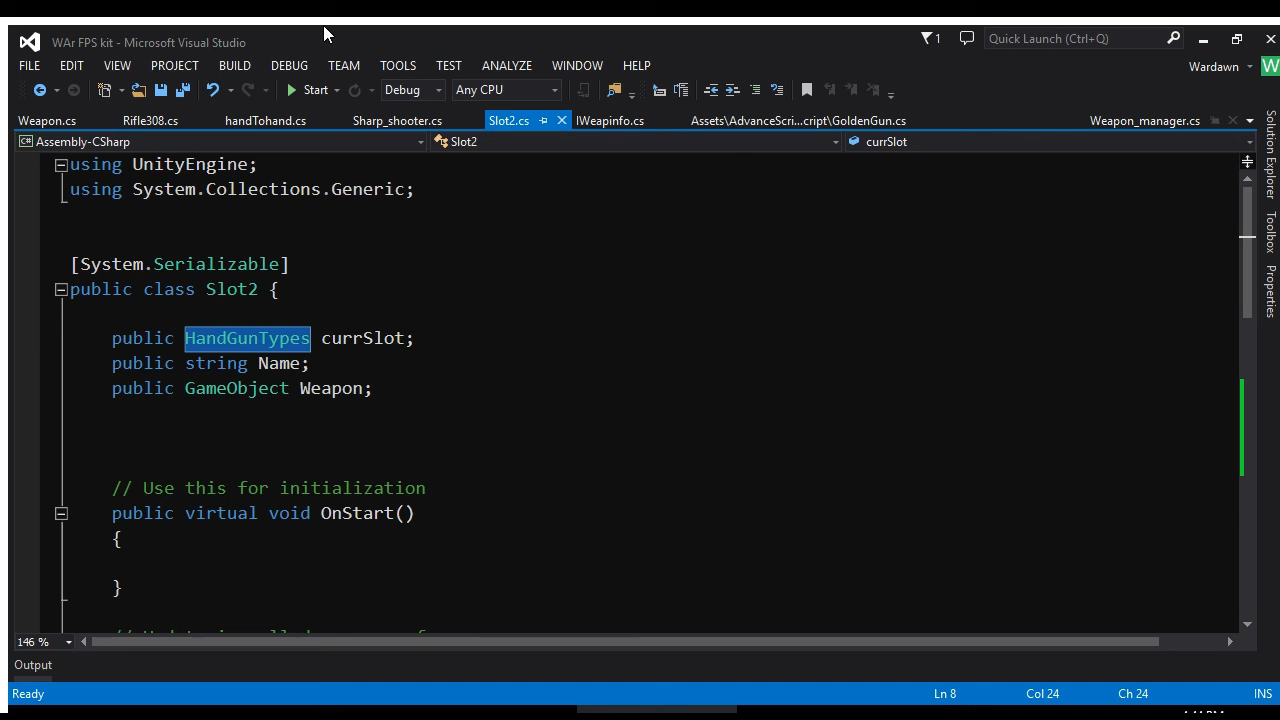 WAr FPS kit - Microsoft Visual Studio
1
Quick Launch (Ctrl+Q)
FILE EDIT VIEW PROJECT BUILD DEBUG TEAM TOOLS TEST ANALYZE WINDOW HELP
Wardawn
W
Start
Debug
Any CPU
Weapon.cs Rifle308.cs handTohand.cs Sharp_shooter.cs Slot2.cs IWeapinfo.cs Assets\AdvanceScri...cript\GoldenGun.cs Weapon_manager.cs
C# Assembly-CSharp
Slot2
currSlot
using UnityEngine;
using System.Collections.Generic;
[System.Serializable]
public class Slot2 {
public HandGunTypes currSlot;
public string Name;
public GameObject Weapon;
// Use this for initialization
public virtual void OnStart()
{
}
Solution Explorer
Toolbox
Properties
146 %
Output
Ready
Ln 8
Col 24
Ch 24
INS